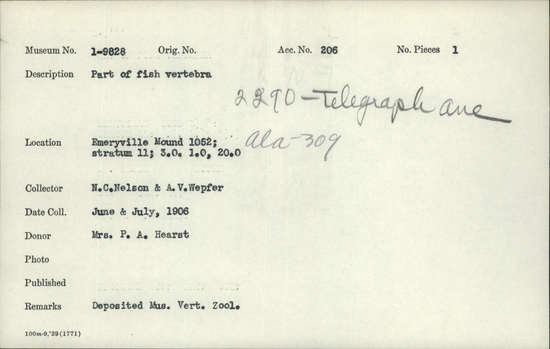 Museum No. 1-9828 Orig. No. Acc. No. 206 No. Pieces 1
Description Part of fish vertebra
2290-Telegraph ave
Location Emeryville Mound 1052;
stratum 11; 3.0. 1.0, 20.0
Ala-309
Collector N.C.Nelson & A.V.Wepfer
Date Coll. June & July, 1906
Donor Mrs. P. A. Hearst
Photo
Published
Remarks Deposited Mus. Vert. Zool.
100m-9,'39(1771)